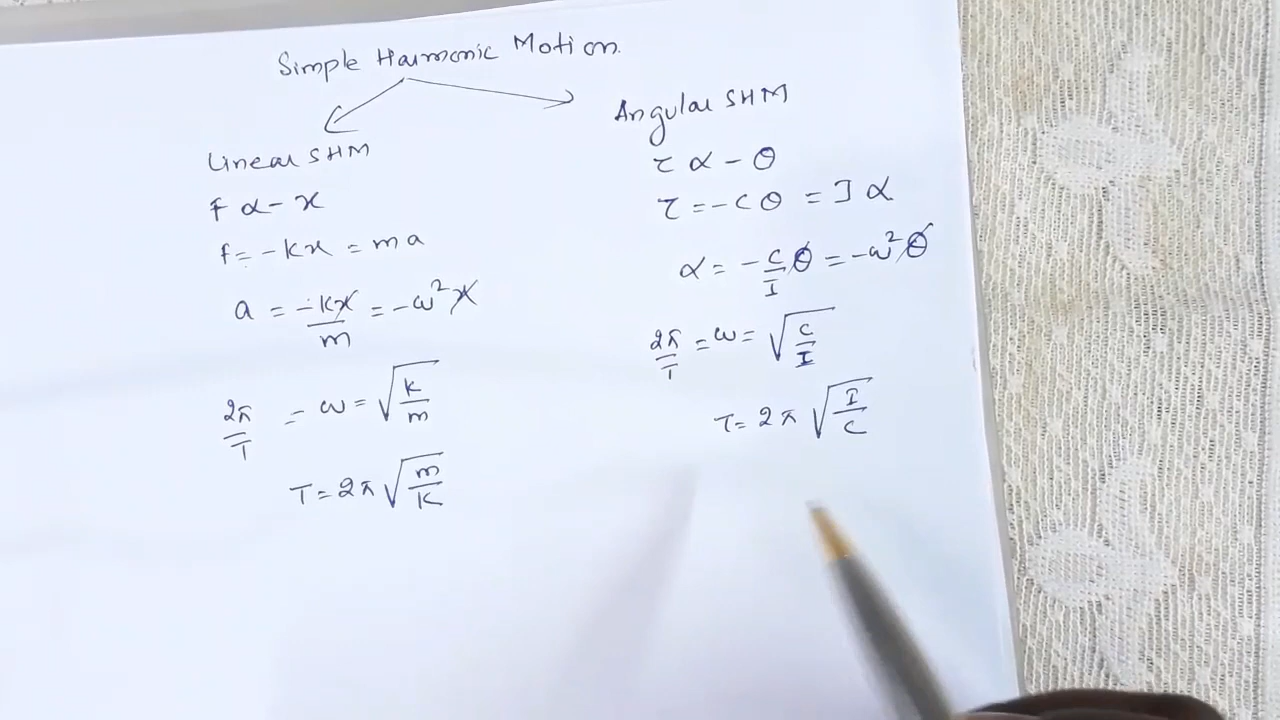 Simple Harmonic Motion.
Linear SHM
F α - x
F = -kx = ma
a = -kx/m = -ω²x
2π/T = ω = √(k/m)
T = 2π√(m/k)
Angular SHM
τ α - θ
τ = -cθ = Iα
α = -c/I θ = -ω²θ
2π/T = ω = √(c/I)
T = 2π√(I/c)